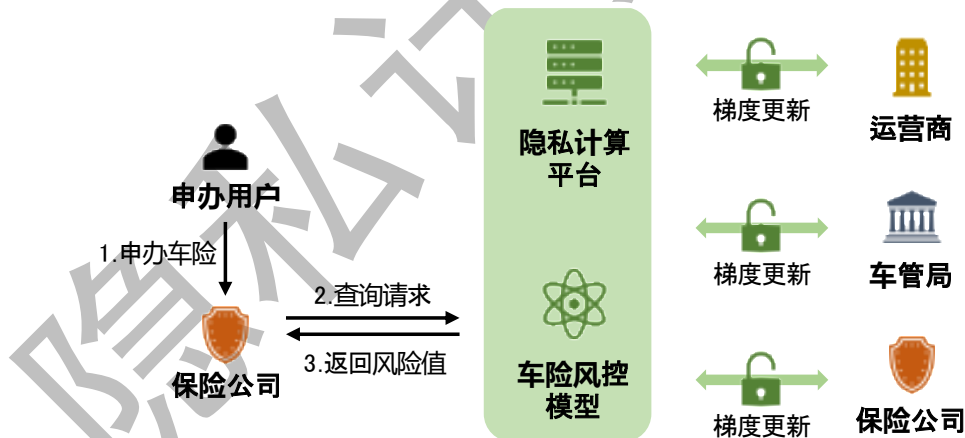 隐私计
梯度更新
运营商
隐私计算
平台
申办用户
1.申办车险
梯度更新
车管局
2.查询请求
3.返回风险值
保险公司
车险风控
模型
梯度更新
保险公司